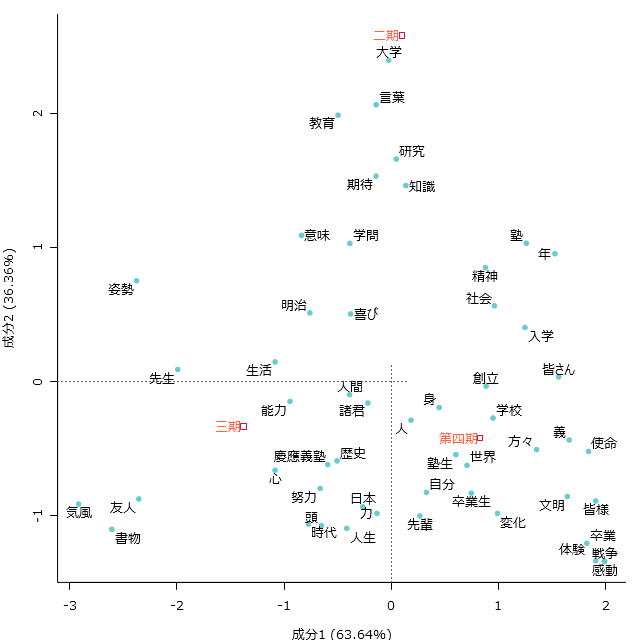 二期
大学
言葉
教育
2
研究
期待
知識
意味
学問
塾
年
1
精神
姿勢
社会
明治
喜び
入学
成分2 (36.36%)
生活
皆さん
先生
創立
0
人間
能力
諸君
身
学校
三期
人
第四期
義
方々
使命
歴史
慶應義塾
塾生
世界
心
自分
努力
日本
卒業生
文明
友人
気風
力
皆様
-1
頭
先輩
変化
時代
人生
書物
卒業
体験
戦争
感動
-3
-2
-1
0
1
2
成分1 (63.64%)